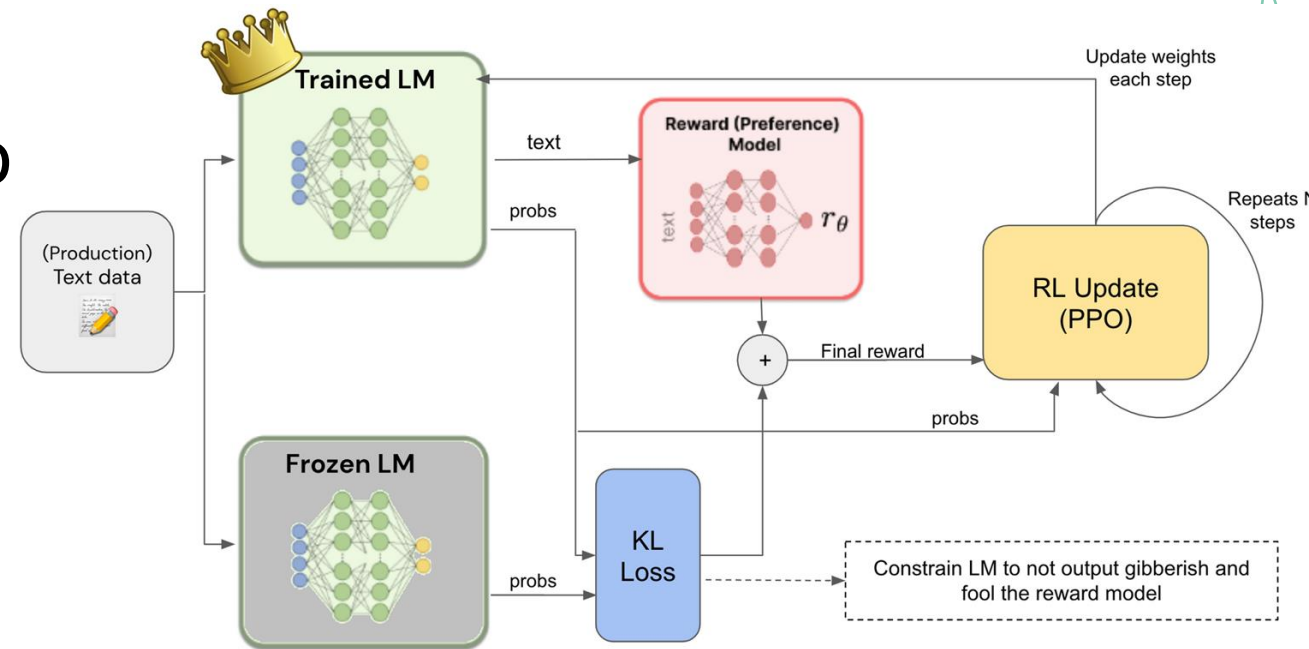 Trained LM
Update weights
each step
Reward (Preference)
Model
text
text
rθ
probs
Repeats N
steps
(Production)
Text data
RL Update
(PPO)
+
Final reward
probs
Frozen LM
KL
Loss
probs
Constrain LM to not output gibberish and
fool the reward model